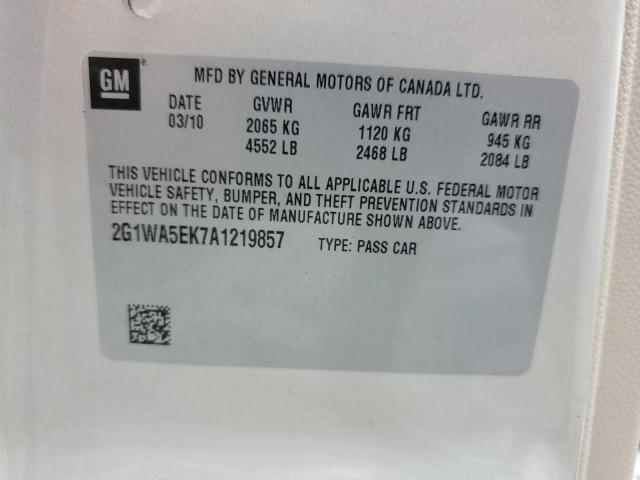 GM ®
MFD BY GENERAL MOTORS OF CANADA LTD.
DATE GVWR GAWR FRT GAWR RR
03/10 2065 KG 1120 KG 945 KG
4552 LB 2468 LB 2084 LB
THIS VEHICLE CONFORMS TO ALL APPLICABLE U.S. FEDERAL MOTOR
VEHICLE SAFETY, BUMPER, AND THEFT PREVENTION STANDARDS IN
EFFECT ON THE DATE OF MANUFACTURE SHOWN ABOVE.
2G1WA5EK7A1219857 TYPE: PASS CAR